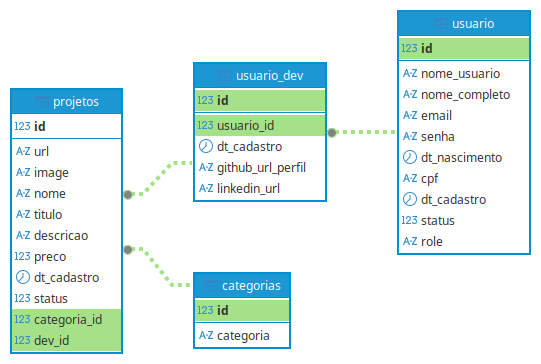 usuario
123 id
A-Z nome_usuario
A-Z nome_completo
A-Z email
A-Z senha
dt_nascimento
A-Z cpf
dt_cadastro
123 status
A-Z role
usuario_dev
123 id
123 usuario_id
dt_cadastro
A-Z github_url_perfil
A-Z linkedin_url
projetos
123 id
A-Z url
A-Z image
A-Z nome
A-Z titulo
A-Z descricao
123 preco
dt_cadastro
123 status
123 categoria_id
123 dev_id
categorias
123 id
A-Z categoria